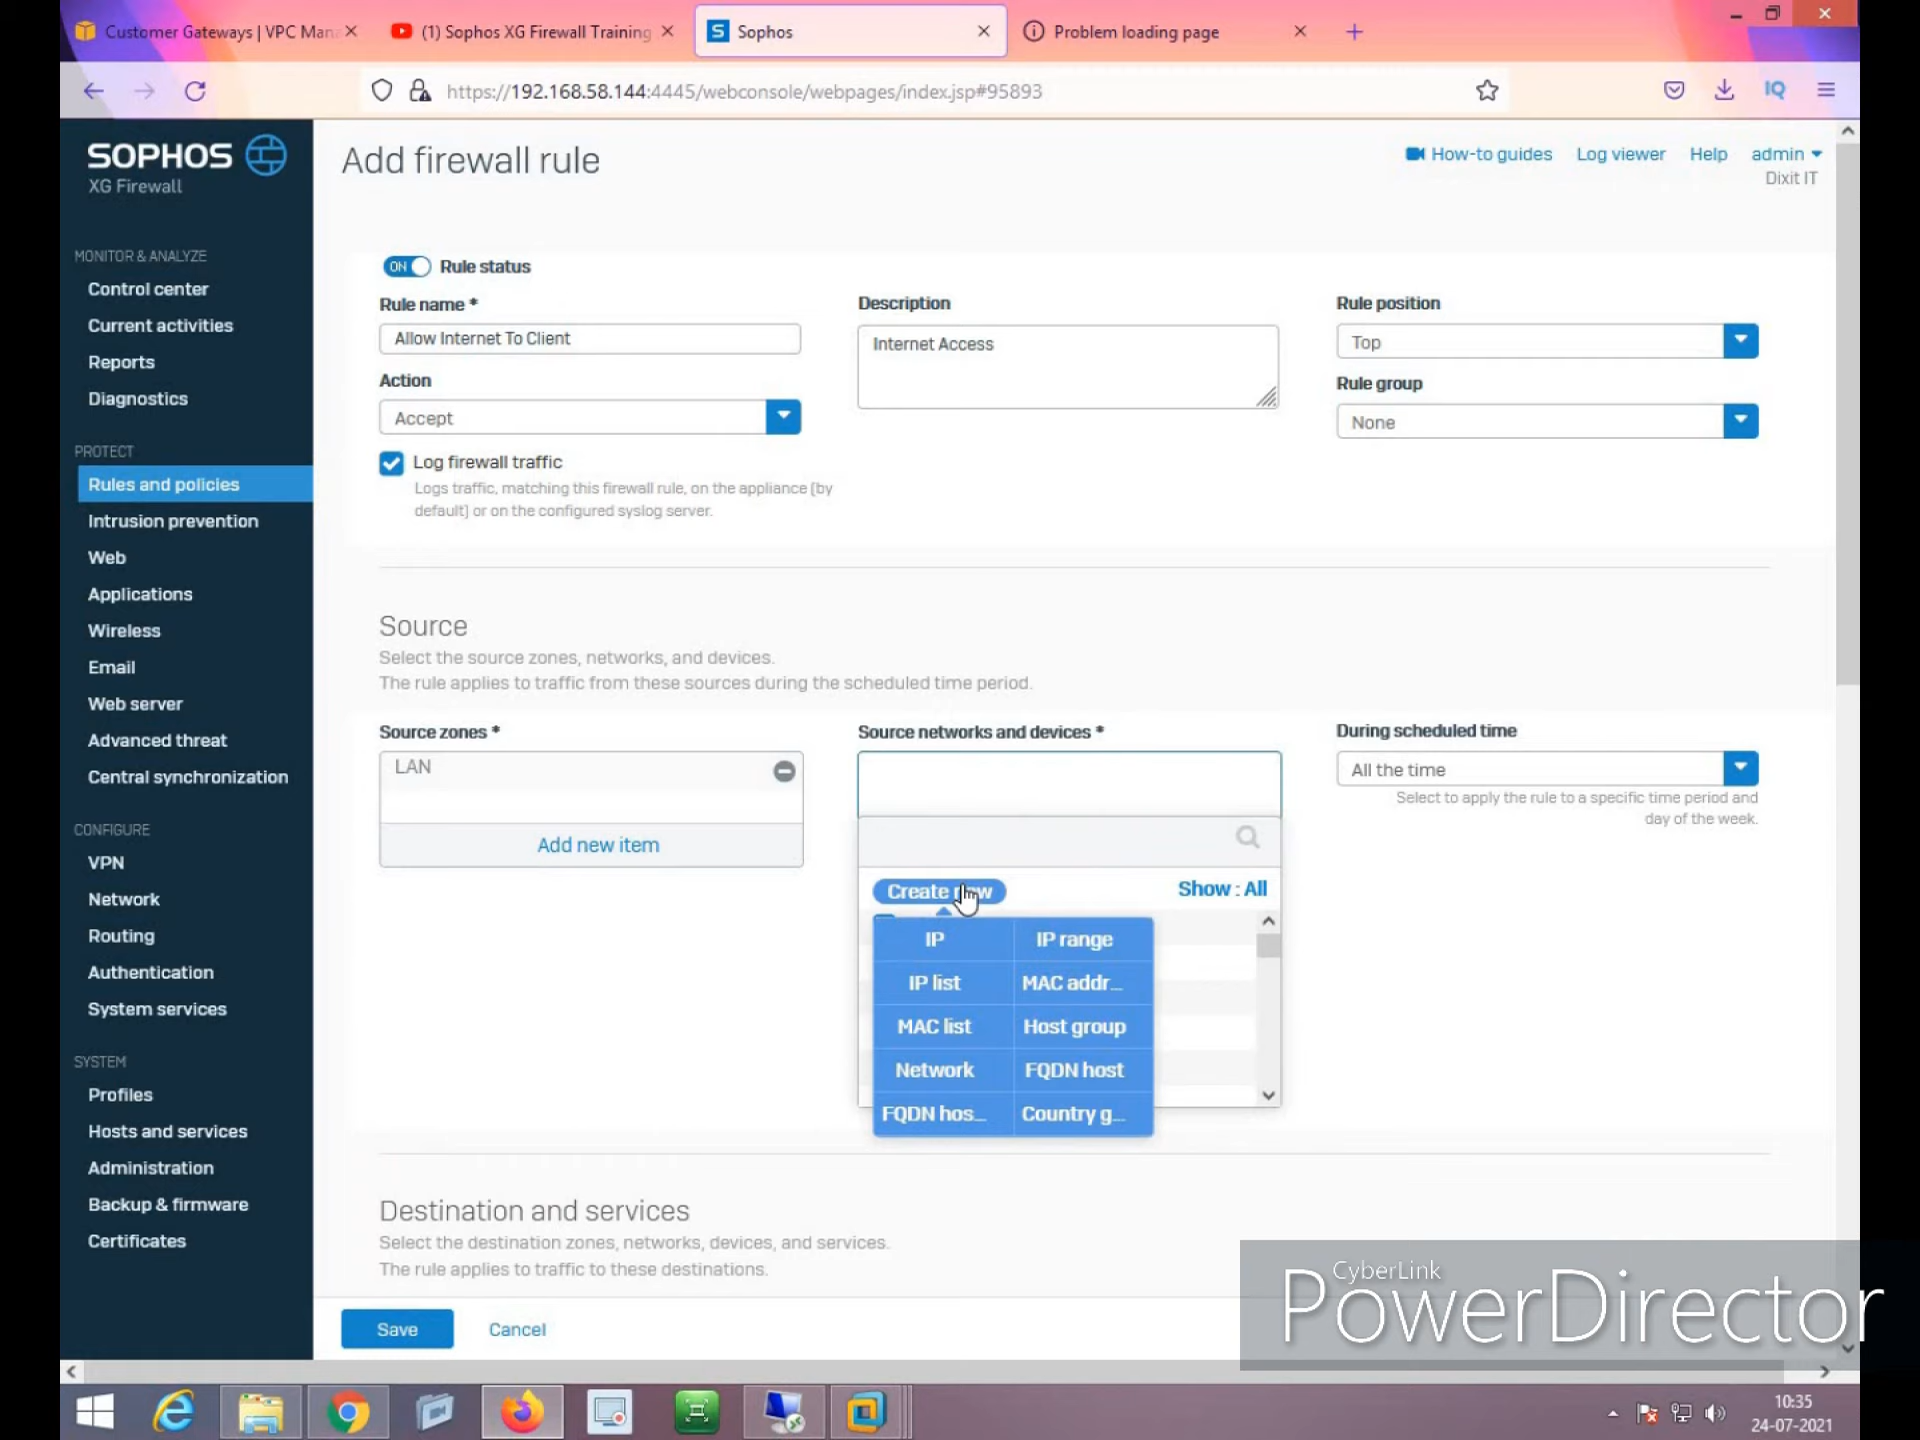 Customer Gateways | VPC Man
(1) Sophos XG Firewall Training
Sophos
Problem loading page
https://192.168.58.144:4445/webconsole/webpages/index.jsp#95893
IQ
SOPHOS
XG Firewall
Add firewall rule
How-to guides
Log viewer
Help
admin
Dixit IT
MONITOR & ANALYZE
Control center
Current activities
Reports
Diagnostics
PROTECT
Rules and policies
Intrusion prevention
Web
Applications
Wireless
Email
Web server
Advanced threat
Central synchronization
CONFIGURE
VPN
Network
Routing
Authentication
System services
SYSTEM
Profiles
Hosts and services
Administration
Backup & firmware
Certificates
ON Rule status
Rule name *
Allow Internet To Client
Action
Accept
Log firewall traffic
Logs traffic, matching this firewall rule, on the appliance (by
default) or on the configured syslog server.
Description
Internet Access
Rule position
Top
Rule group
None
Source
Select the source zones, networks, and devices.
The rule applies to traffic from these sources during the scheduled time period.
Source zones *
LAN
Add new item
Source networks and devices *
Create
Show : All
IP
IP range
IP list
MAC addr...
MAC list
Host group
Network
FQDN host
FQDN hos...
Country g...
During scheduled time
All the time
Select to apply the rule to a specific time period and
day of the week.
Destination and services
Select the destination zones, networks, devices, and services.
The rule applies to traffic to these destinations.
Save
Cancel
CyberLink
PowerDirector
10:35
24-07-2021